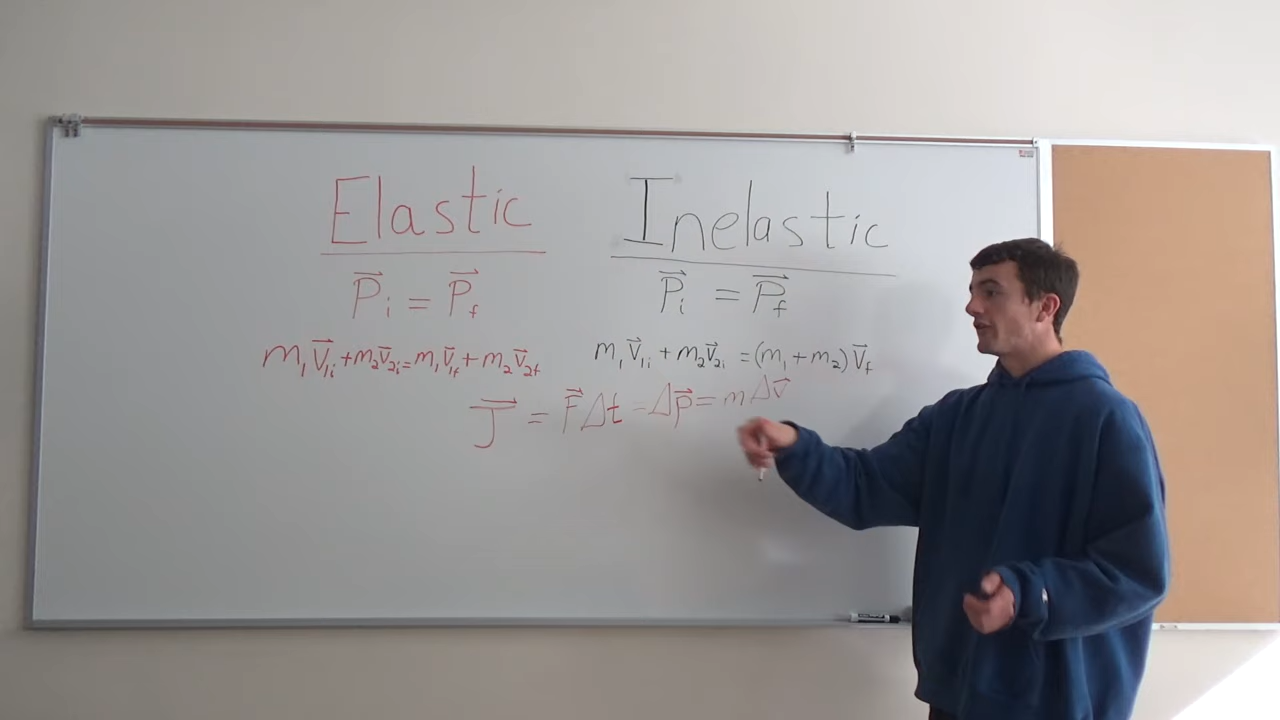 Elastic
P⃗i = P⃗f
m₁V⃗₁i + m₂V⃗₂i = m₁V⃗₁f + m₂V⃗₂f
Inelastic
P⃗i = P⃗f
m₁V⃗₁i + m₂V⃗₂i = (m₁ + m₂) V⃗f
J⃗ = F⃗Δt = Δp⃗ = mΔv⃗